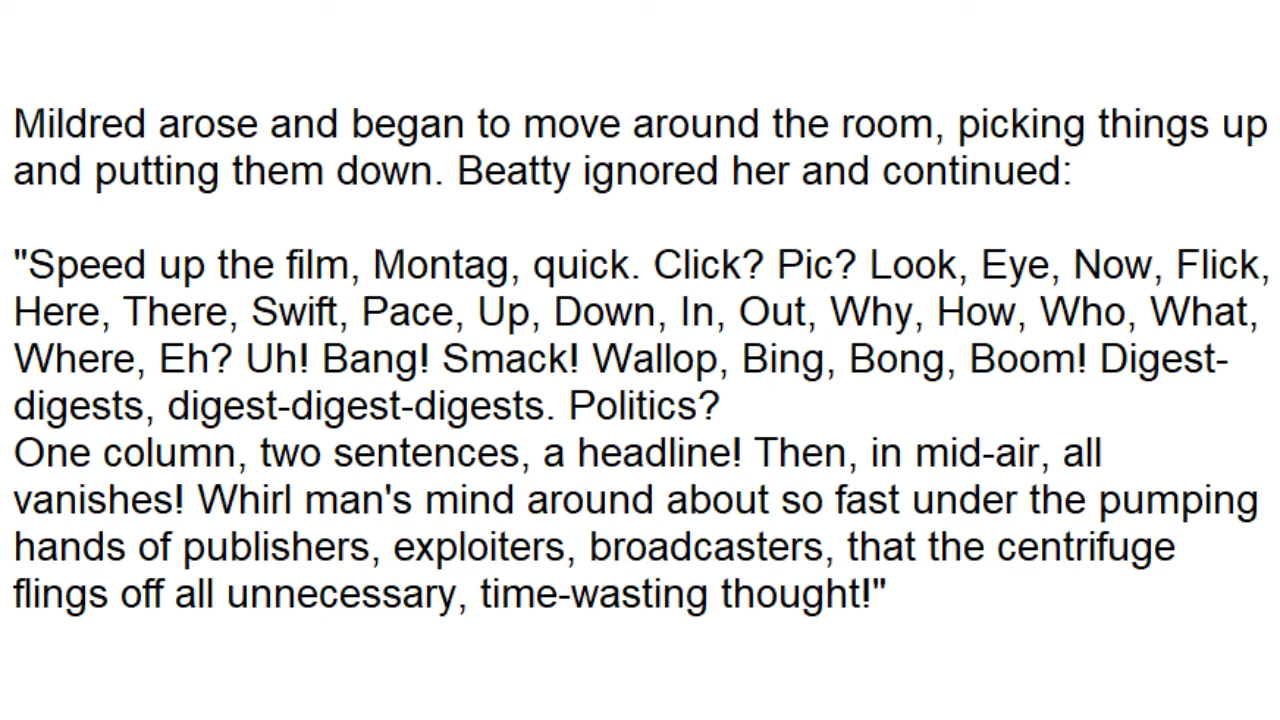 Mildred arose and began to move around the room, picking things up
and putting them down. Beatty ignored her and continued:
"Speed up the film, Montag, quick. Click? Pic? Look, Eye, Now, Flick,
Here, There, Swift, Pace, Up, Down, In, Out, Why, How, Who, What,
Where, Eh? Uh! Bang! Smack! Wallop, Bing, Bong, Boom! Digest-
digests, digest-digest-digests. Politics?
One column, two sentences, a headline! Then, in mid-air, all
vanishes! Whirl man's mind around about so fast under the pumping
hands of publishers, exploiters, broadcasters, that the centrifuge
flings off all unnecessary, time-wasting thought!"